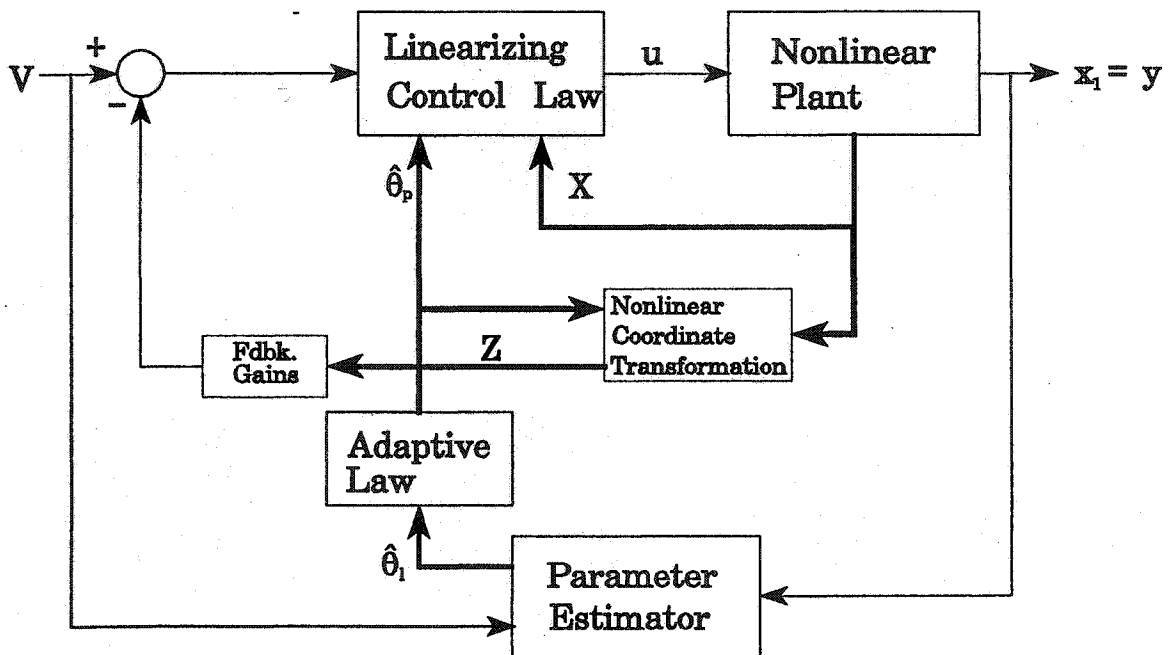 V
+
-
Linearizing
Control Law
u
Nonlinear
Plant
x₁ = y
θ̂ₚ
X
Nonlinear
Coordinate
Transformation
Z
Fdbk.
Gains
Adaptive
Law
θ̂₁
Parameter
Estimator